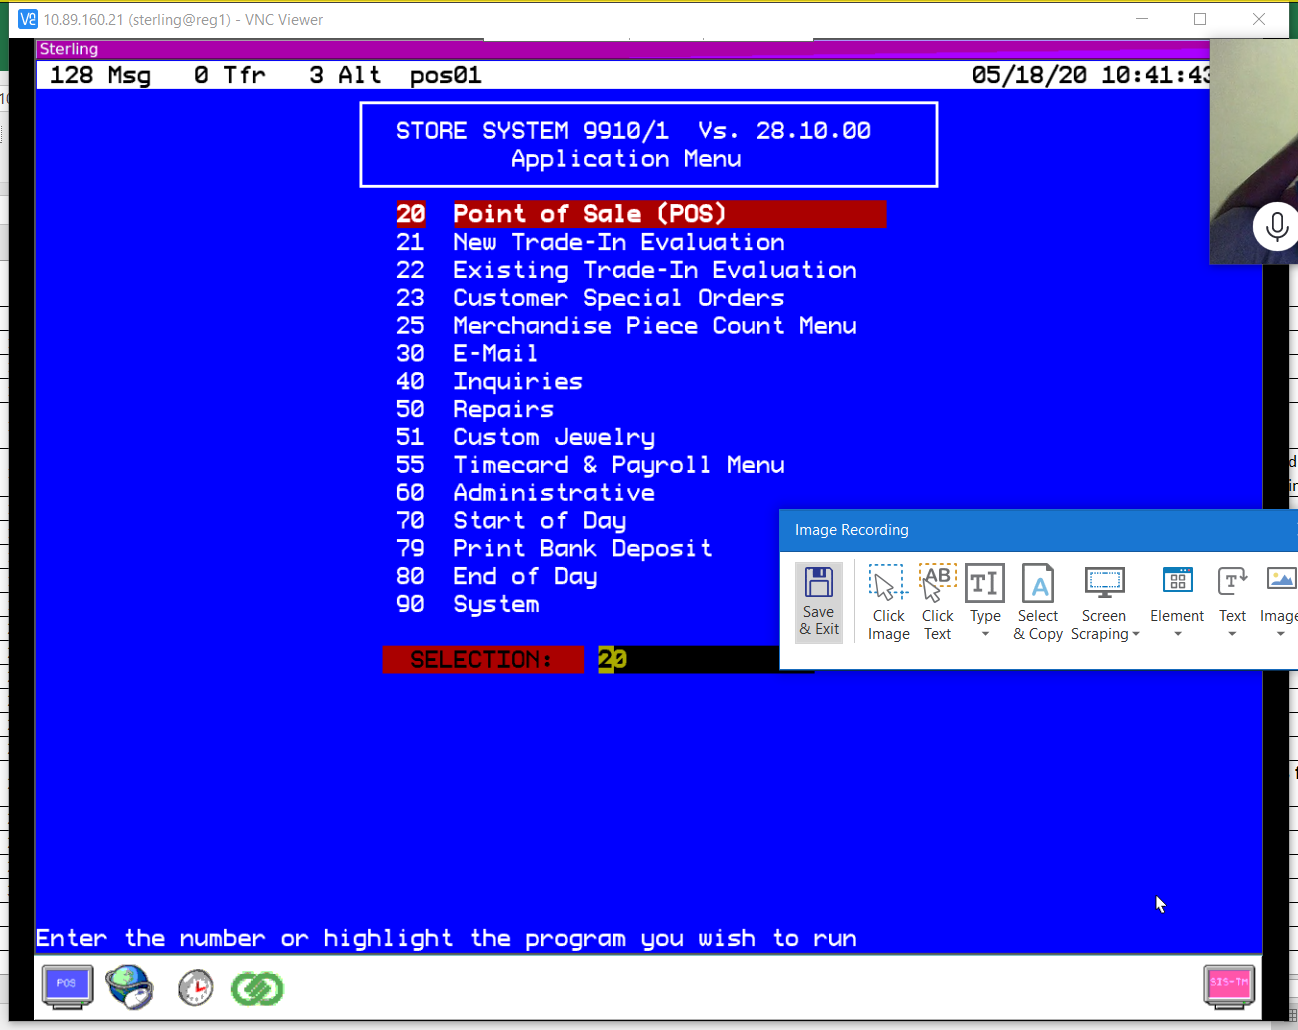 10.89.160.21 (sterling@reg1) - VNC Viewer
Sterling
128 Msg 0 Tfr 3 Alt pos01 05/18/20 10:41:43
STORE SYSTEM 9910/1 Vs. 28.10.00
Application Menu
20 Point of Sale (POS)
21 New Trade-In Evaluation
22 Existing Trade-In Evaluation
23 Customer Special Orders
25 Merchandise Piece Count Menu
30 E-Mail
40 Inquiries
50 Repairs
51 Custom Jewelry
55 Timecard & Payroll Menu
60 Administrative
70 Start of Day
79 Print Bank Deposit
80 End of Day
90 System
SELECTION: 20
Image Recording
Save & Exit
Click Image
Click Text
Type
Select & Copy
Screen Scraping
Element
Text
Image
Enter the number or highlight the program you wish to run
POS
SIS-TM